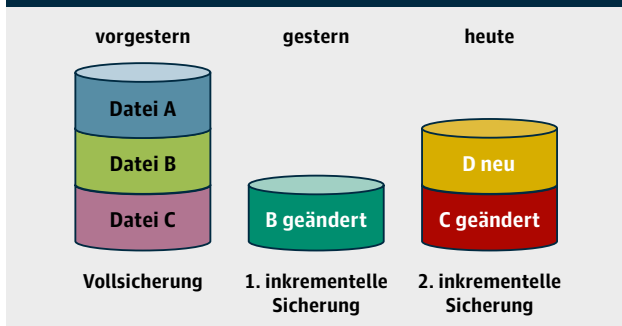 vorgestern
gestern
heute
Datei A
Datei B
Datei C
B geändert
D neu
C geändert
Vollsicherung
1. inkrementelle
Sicherung
2. inkrementelle
Sicherung